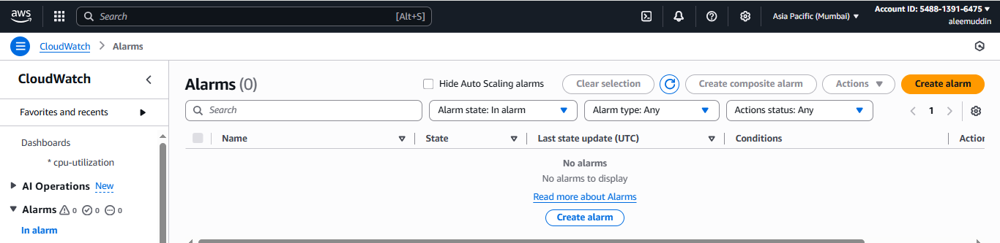 aws
Search
[Alt+S]
Asia Pacific (Mumbai)
Account ID: 5488-1391-6475
aleemuddin
CloudWatch
Alarms
CloudWatch
Favorites and recents
Dashboards
* cpu-utilization
AI Operations New
Alarms 0 0 0
In alarm
Alarms (0)
Hide Auto Scaling alarms
Clear selection
Create composite alarm
Actions
Create alarm
Search
Alarm state: In alarm
Alarm type: Any
Actions status: Any
1
Name
State
Last state update (UTC)
Conditions
Action
No alarms
No alarms to display
Read more about Alarms
Create alarm